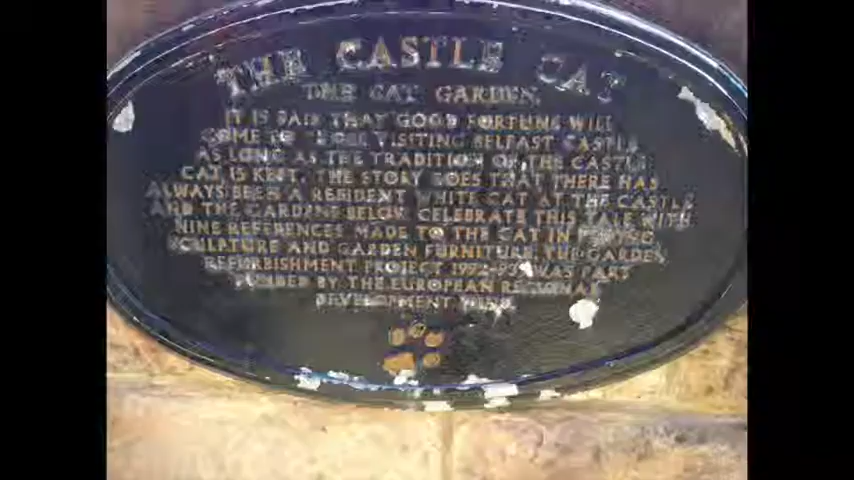 THE CASTLE CAT
THE CAT GARDEN.
IT IS SAID THAT GOOD FORTUNE WILL
COME TO THOSE VISITING BELFAST CASTLE
AS LONG AS THE TRADITION OF THE CASTLE
CAT IS KEPT. THE STORY GOES THAT THERE HAS
ALWAYS BEEN A RESIDENT WHITE CAT AT THE CASTLE
AND THE GARDENS BELOW CELEBRATE THIS TALE WITH
NINE REFERENCES MADE TO THE CAT IN
SCULPTURE AND GARDEN FURNITURE. THE GARDEN
REFURBISHMENT PROJECT 1992-93 WAS PART
FUNDED BY THE EUROPEAN REGIONAL
DEVELOPMENT FUND